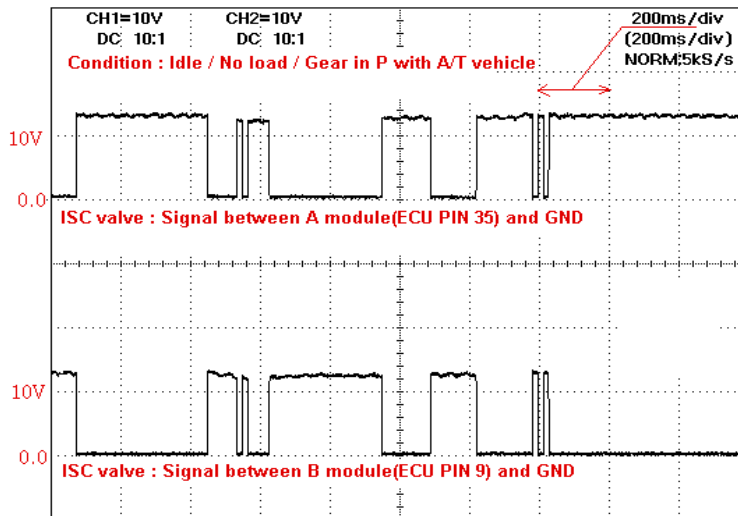 CH1=10V CH2=10V 200ms/div
DC 10:1 DC 10:1 (200ms/div)
Condition : Idle / No load / Gear in P with A/T vehicle NORM:5kS/s
10V
0.0
ISC valve : Signal between A module(ECU PIN 35) and GND
10V
0.0
ISC valve : Signal between B module(ECU PIN 9) and GND